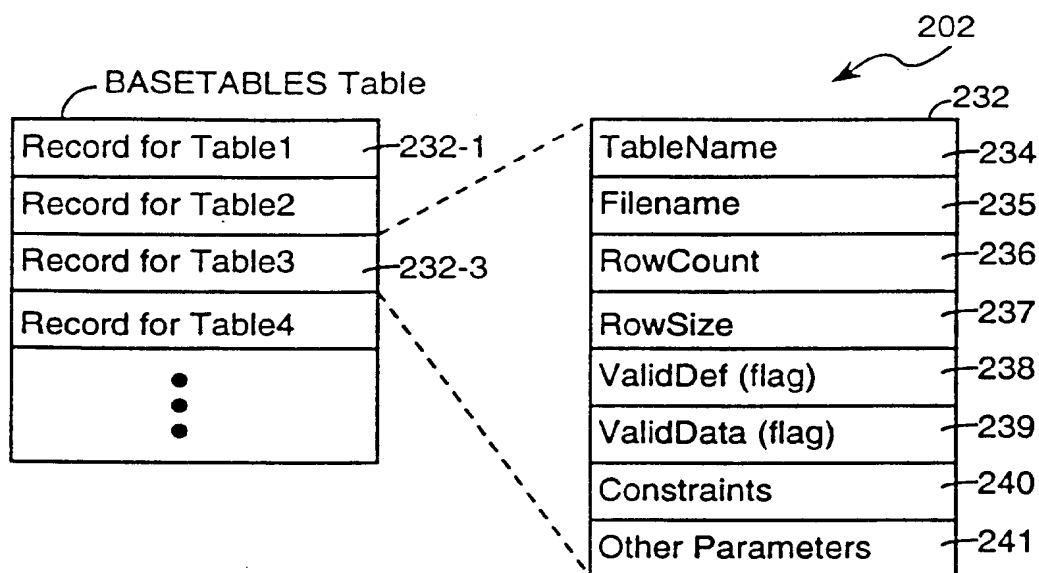 202
BASETABLES Table
Record for Table1
232-1
Record for Table2
Record for Table3
232-3
Record for Table4
232
TableName
234
Filename
235
RowCount
236
RowSize
237
ValidDef (flag)
238
ValidData (flag)
239
Constraints
240
Other Parameters
241